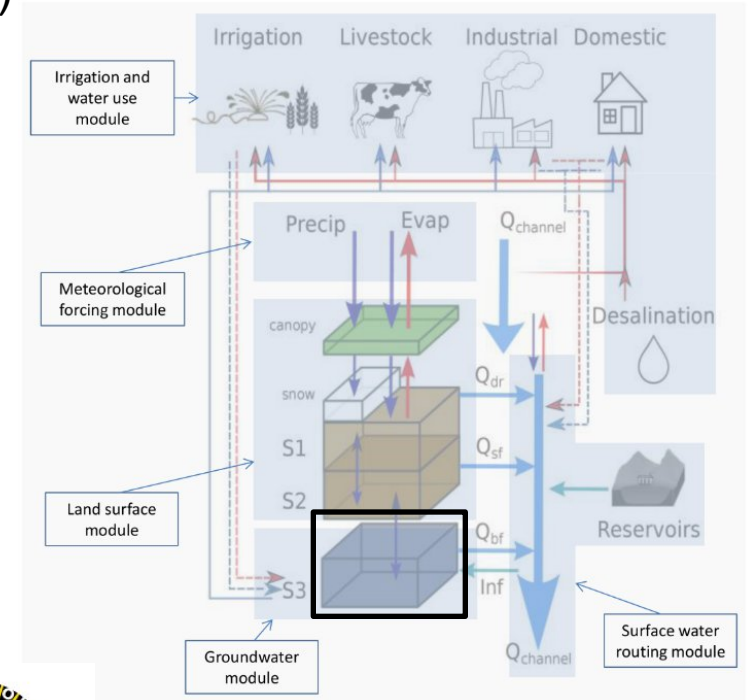 )
Irrigation Livestock Industrial Domestic
Irrigation and
water use
module
Precip Evap Qchannel
Meteorological
forcing module
Desalination
canopy
Qdr
snow
S1
Qsf
S2
Land surface
module
Reservoirs
Qbf
Inf
S3
Groundwater
module
Qchannel
Surface water
routing module